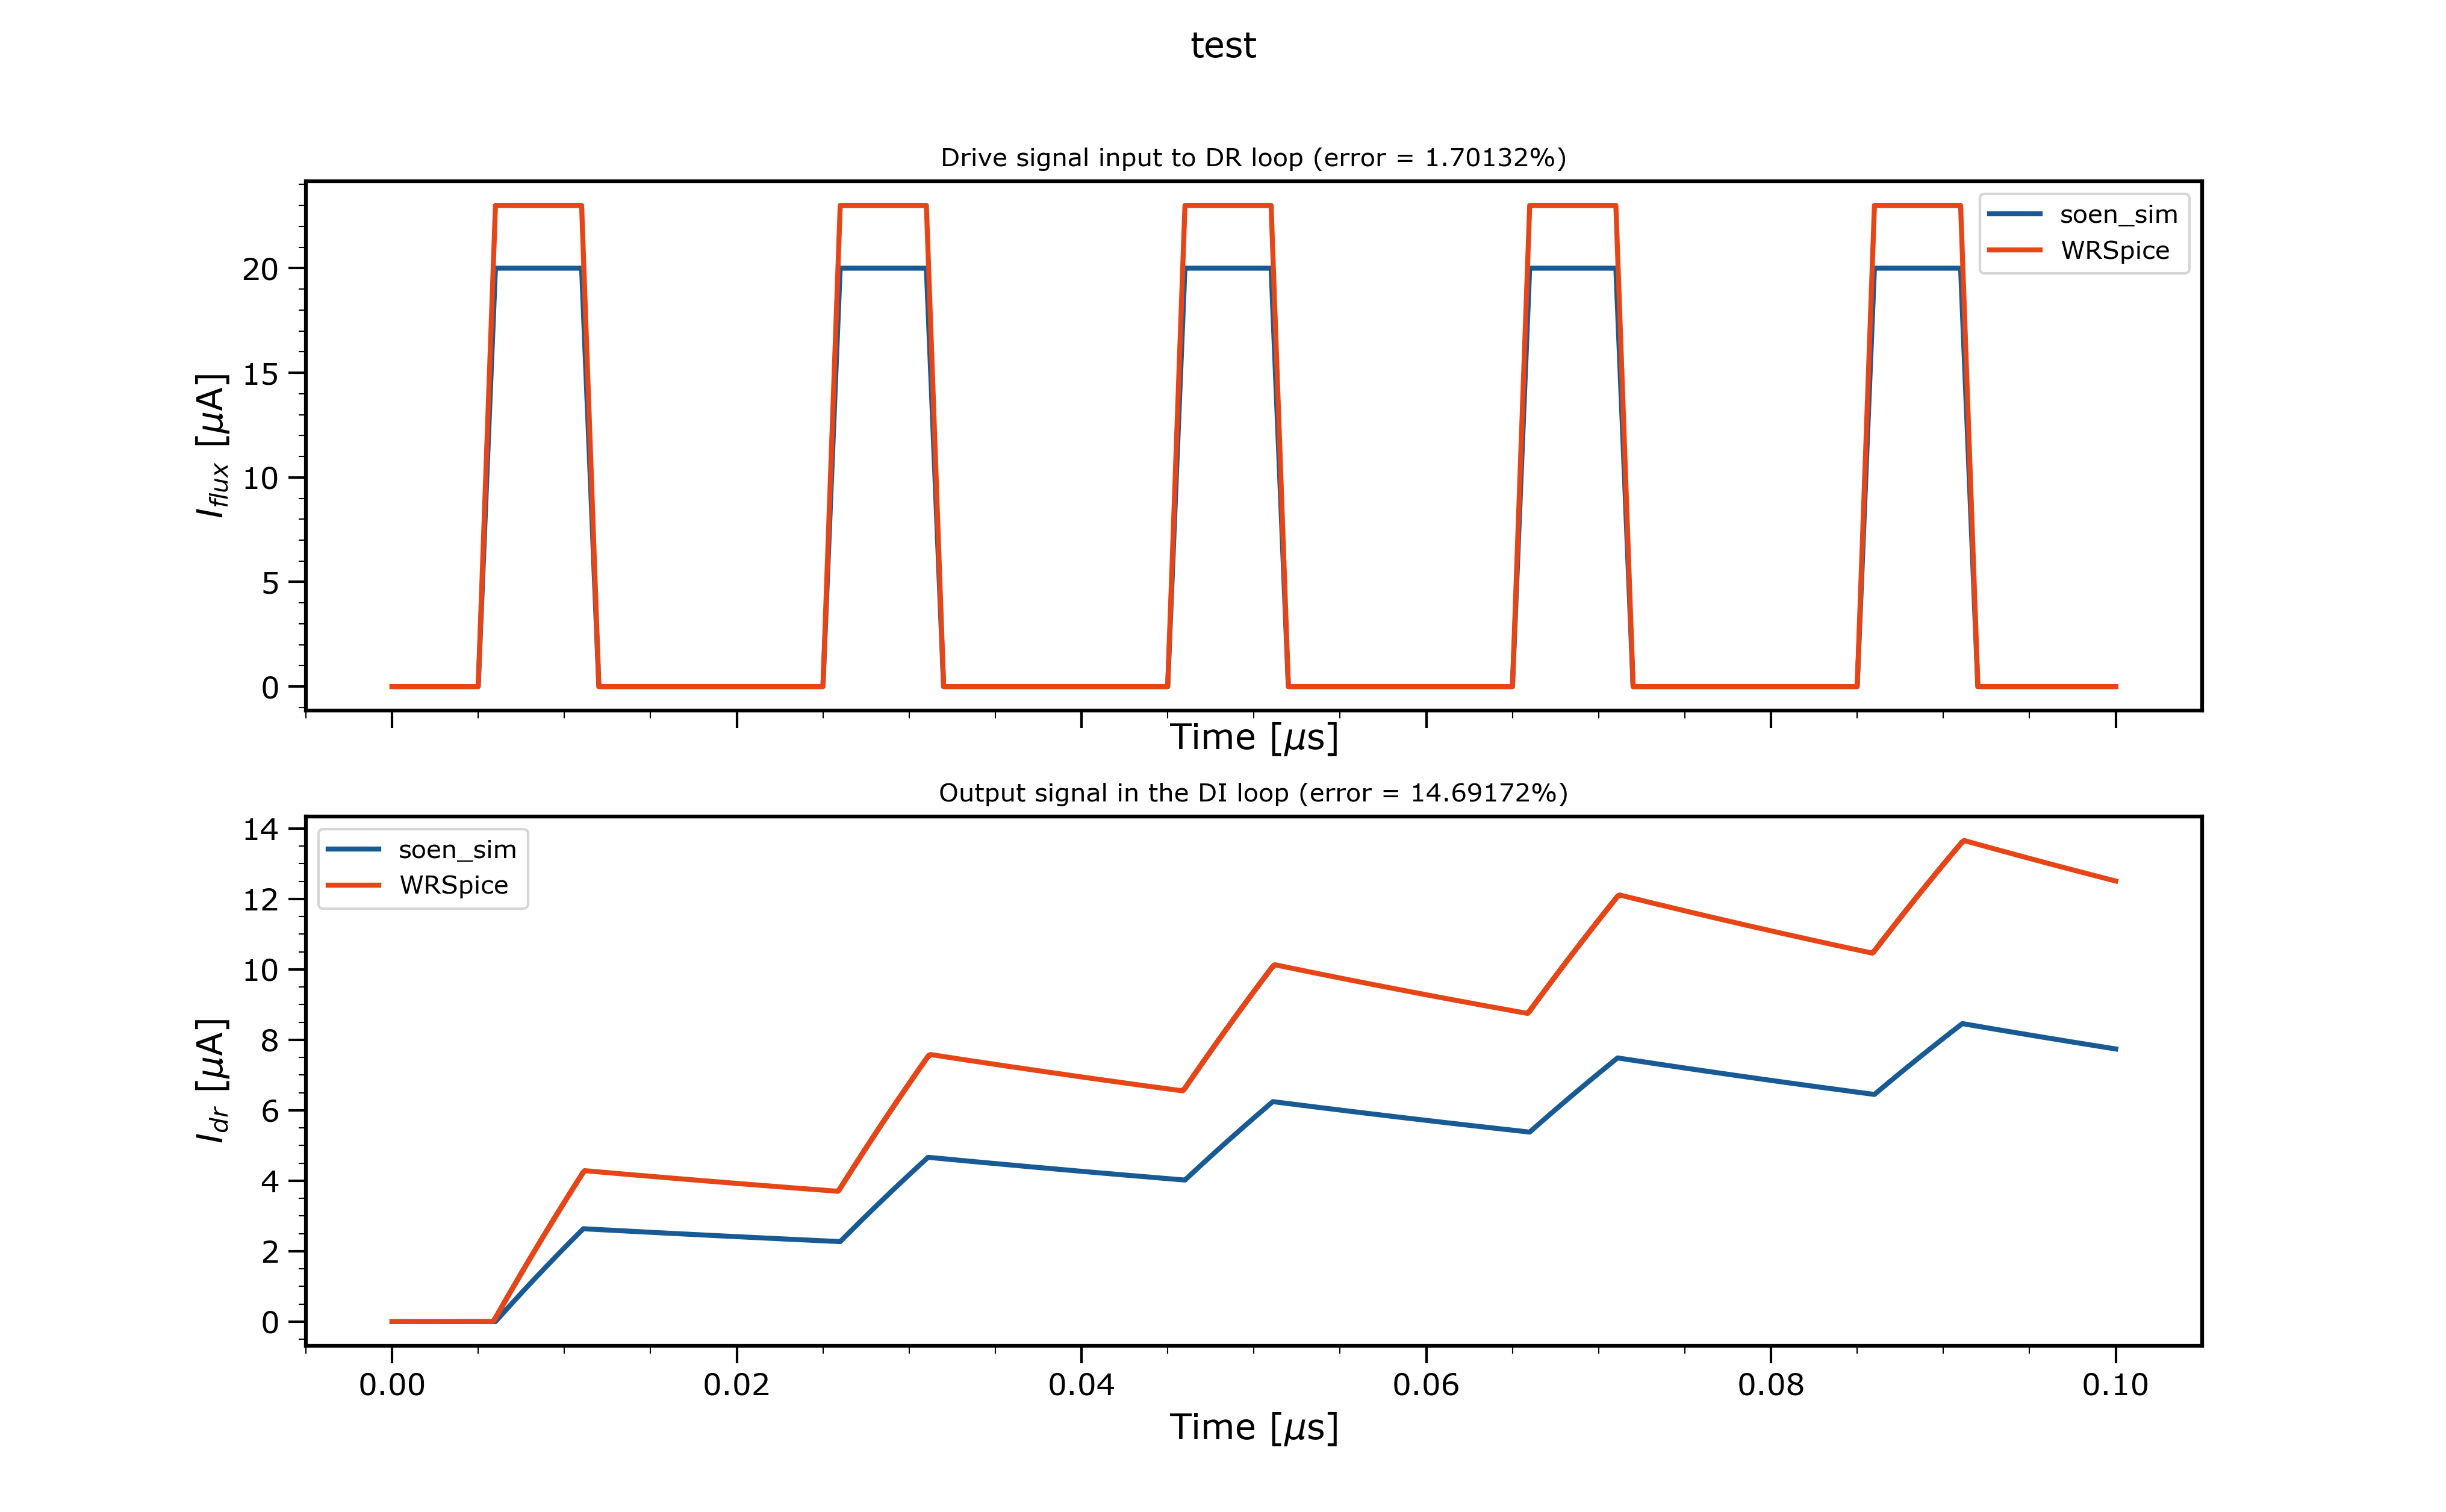 test
Drive signal input to DR loop (error = 1.70132%)
soen_sim
WRSpice
I_flux [μA]
20
15
10
5
0
Time [μs]
Output signal in the DI loop (error = 14.69172%)
soen_sim
WRSpice
I_dr [μA]
14
12
10
8
6
4
2
0
0.00 0.02 0.04 0.06 0.08 0.10
Time [μs]